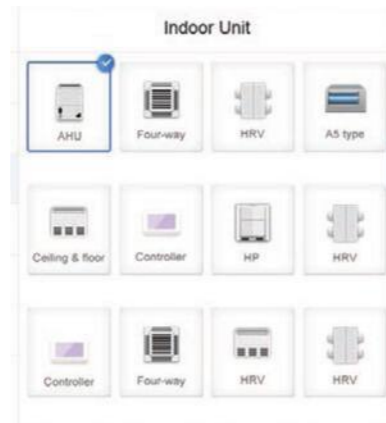 Indoor Unit
AHU
Four-way
HRV
A5 type
Ceiling & floor
Controller
HP
HRV
Controller
Four-way
HRV
HRV